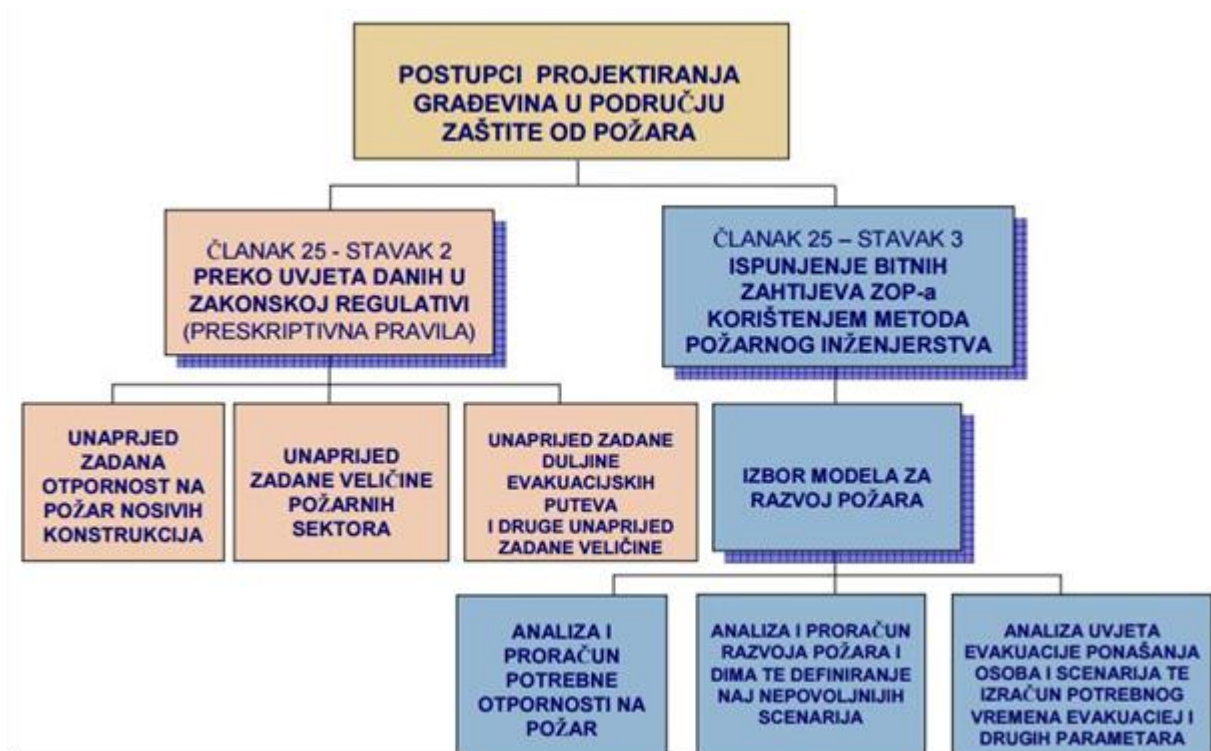 POSTUPCI PROJEKTIRANJA
GRAĐEVINA U PODRUČJU
ZAŠTITE OD POŽARA
ČLANAK 25 - STAVAK 2
PREKO UVJETA DANIH U
ZAKONSKOJ REGULATIVI
(PRESKRIPTIVNA PRAVILA)
ČLANAK 25 – STAVAK 3
ISPUNJENJE BITNIH
ZAHTIJEVA ZOP-a
KORIŠTENJEM METODA
POŽARNOG INŽENJERSTVA
UNAPRJED
ZADANA
OTPORNOST NA
POŽAR NOSIVIH
KONSTRUKCIJA
UNAPRIJED
ZADANE VELIČINE
POŽARNIH
SEKTORA
UNAPRIJED ZADANE
DULJINE
EVAKUACIJSKIH
PUTEVA
I DRUGE UNAPRIJED
ZADANE VELIČINE
IZBOR MODELA ZA
RAZVOJ POŽARA
ANALIZA I
PRORAČUN
POTREBNE
OTPORNOSTI NA
POŽAR
ANALIZA I PRORAČUN
RAZVOJA POŽARA I
DIMA TE DEFINIRANJE
NAJ NEPOVOLJNIJIH
SCENARIJA
ANALIZA UVJETA
EVAKUACIJE PONAŠANJA
OSOBA I SCENARIJA TE
IZRAČUN POTREBNOG
VREMENA EVAKUACIEJ I
DRUGIH PARAMETARA